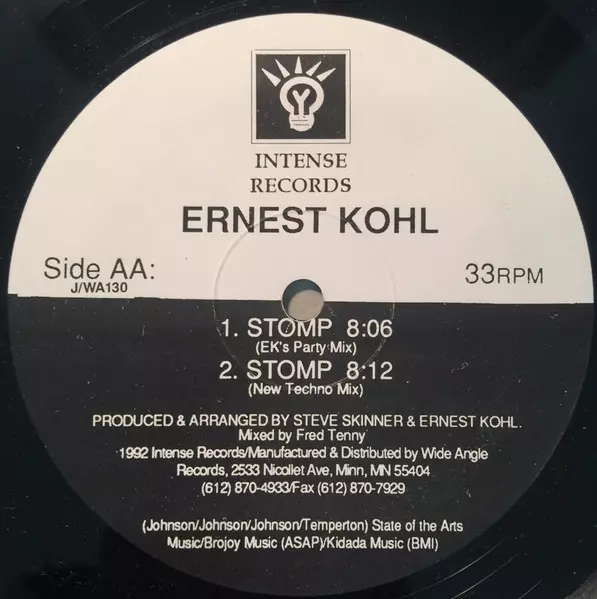 INTENSE
RECORDS
ERNEST KOHL
Side AA:
J/WA130
33RPM
1. STOMP 8:06
(EK's Party Mix)
2. STOMP 8:12
(New Techno Mix)
PRODUCED & ARRANGED BY STEVE SKINNER & ERNEST KOHL.
Mixed by Fred Tenny
1992 Intense Records/Manufactured & Distributed by Wide Angle
Records, 2533 Nicollet Ave, Minn, MN 55404
(612) 870-4933/Fax (612) 870-7929
(Johnson/Johnson/Johnson/Temperton) State of the Arts
Music/Brojoy Music (ASAP)/Kidada Music (BMI)